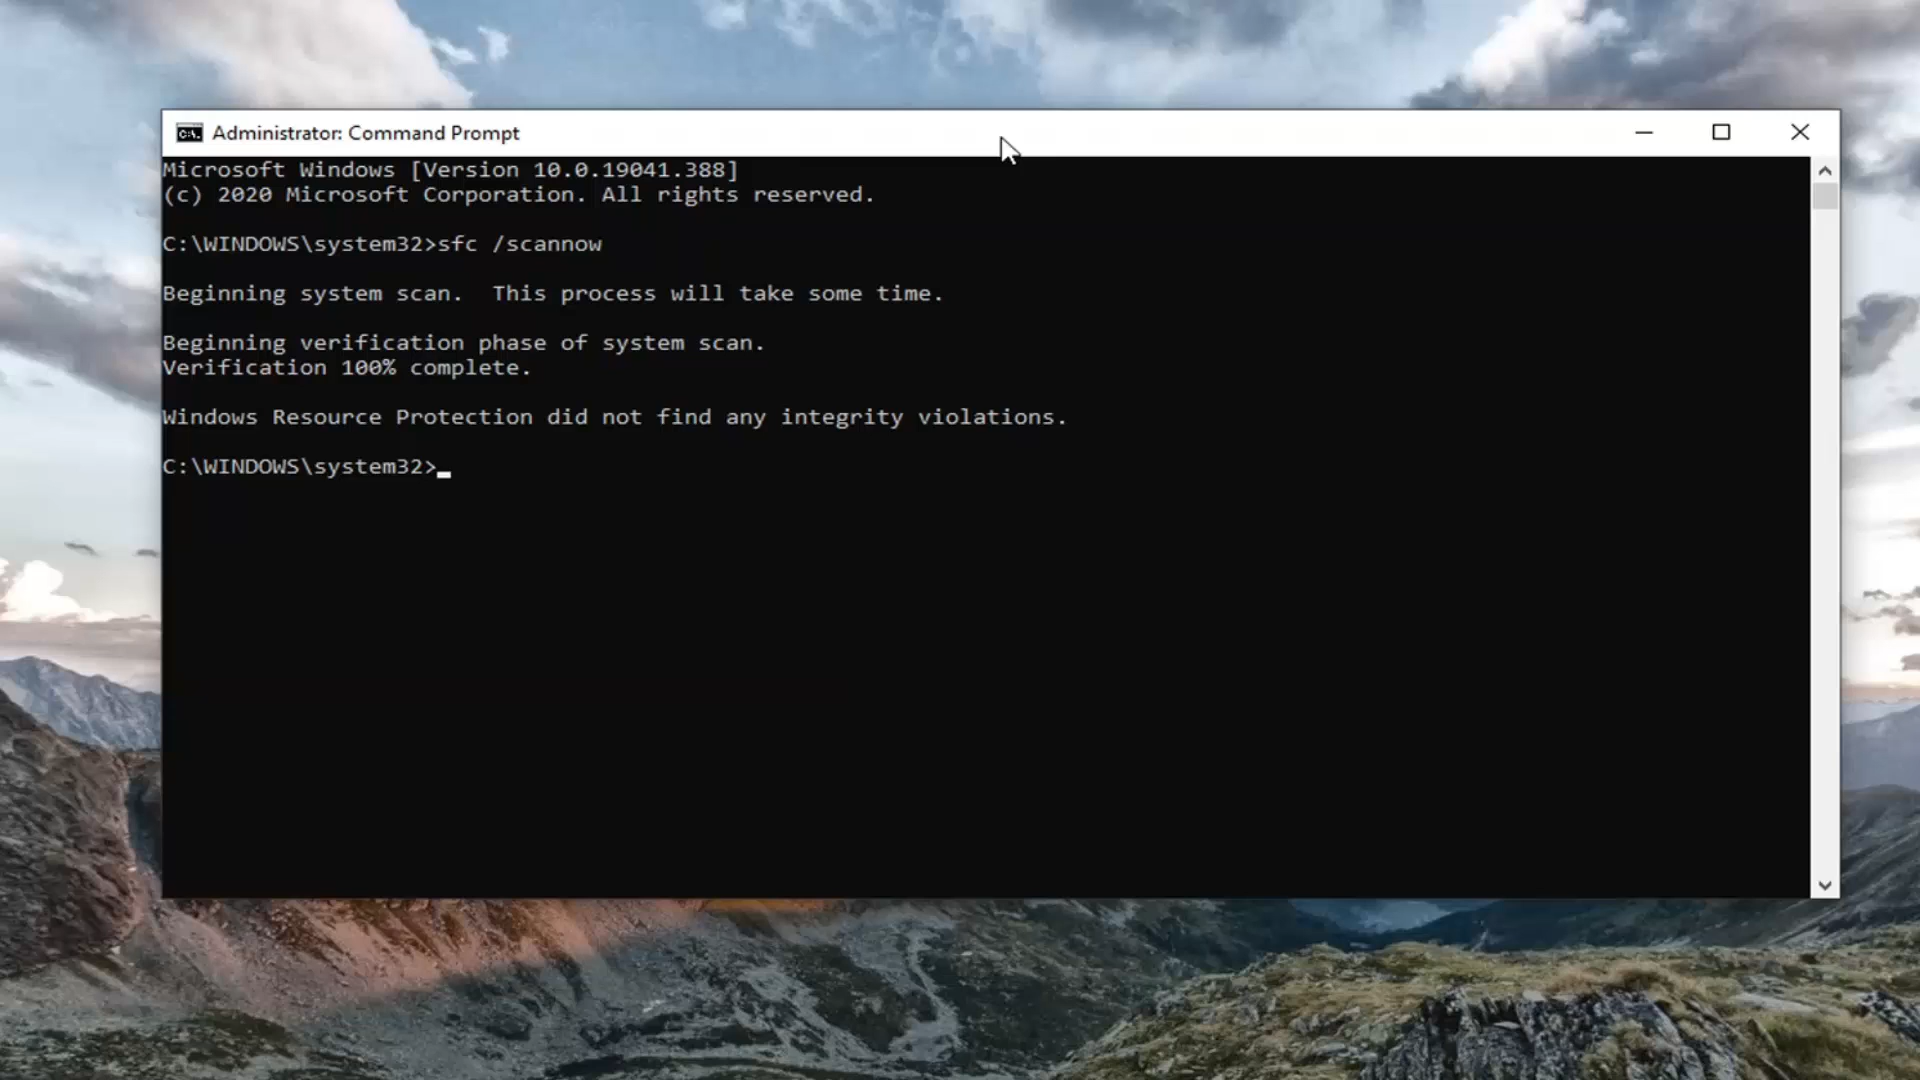 Administrator: Command Prompt
Microsoft Windows [Version 10.0.19041.388]
(c) 2020 Microsoft Corporation. All rights reserved.
C:\WINDOWS\system32>sfc /scannow
Beginning system scan.  This process will take some time.
Beginning verification phase of system scan.
Verification 100% complete.
Windows Resource Protection did not find any integrity violations.
C:\WINDOWS\system32>